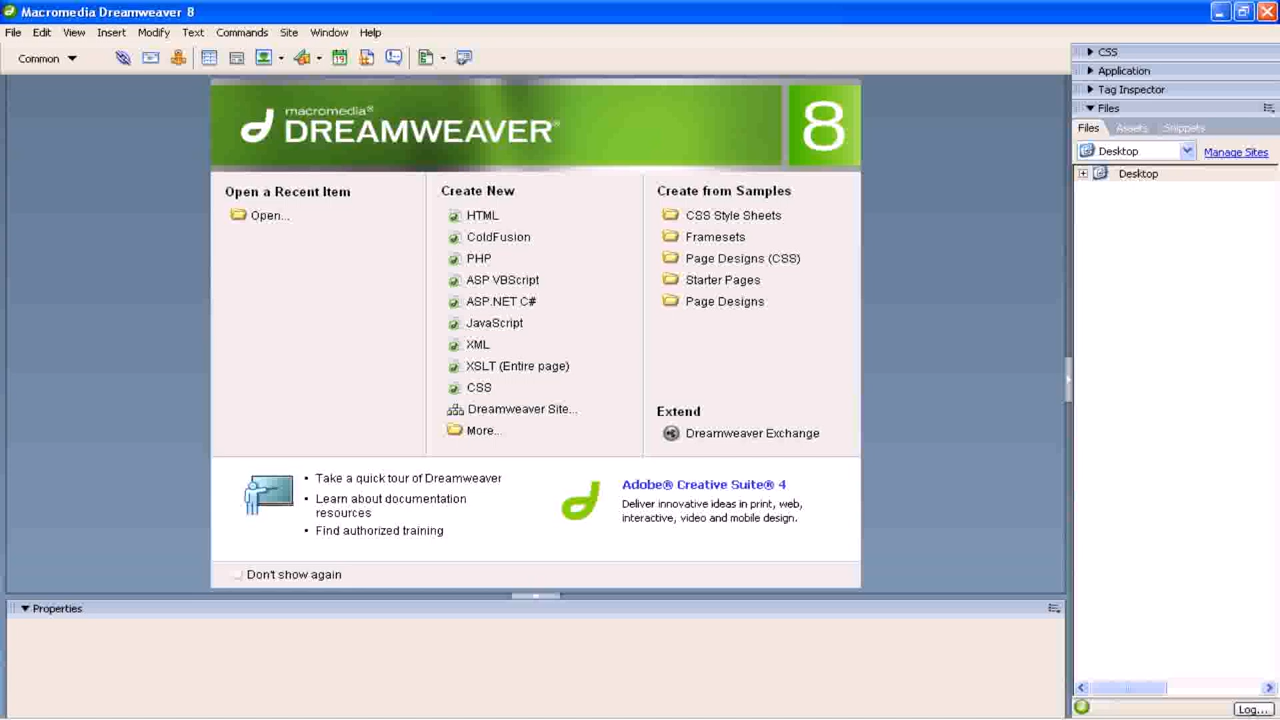 Macromedia Dreamweaver 8
File Edit View Insert Modify Text Commands Site Window Help
Common
CSS
Application
Tag Inspector
Files
Files Assets Snippets
Desktop Manage Sites
Desktop
macromedia®
DREAMWEAVER®
8
Open a Recent Item
Open...
Create New
HTML
ColdFusion
PHP
ASP VBScript
ASP.NET C#
JavaScript
XML
XSLT (Entire page)
CSS
Dreamweaver Site...
More...
Create from Samples
CSS Style Sheets
Framesets
Page Designs (CSS)
Starter Pages
Page Designs
Extend
Dreamweaver Exchange
• Take a quick tour of Dreamweaver
• Learn about documentation
resources
• Find authorized training
Adobe® Creative Suite® 4
Deliver innovative ideas in print, web,
interactive, video and mobile design.
Don't show again
Properties
Log...